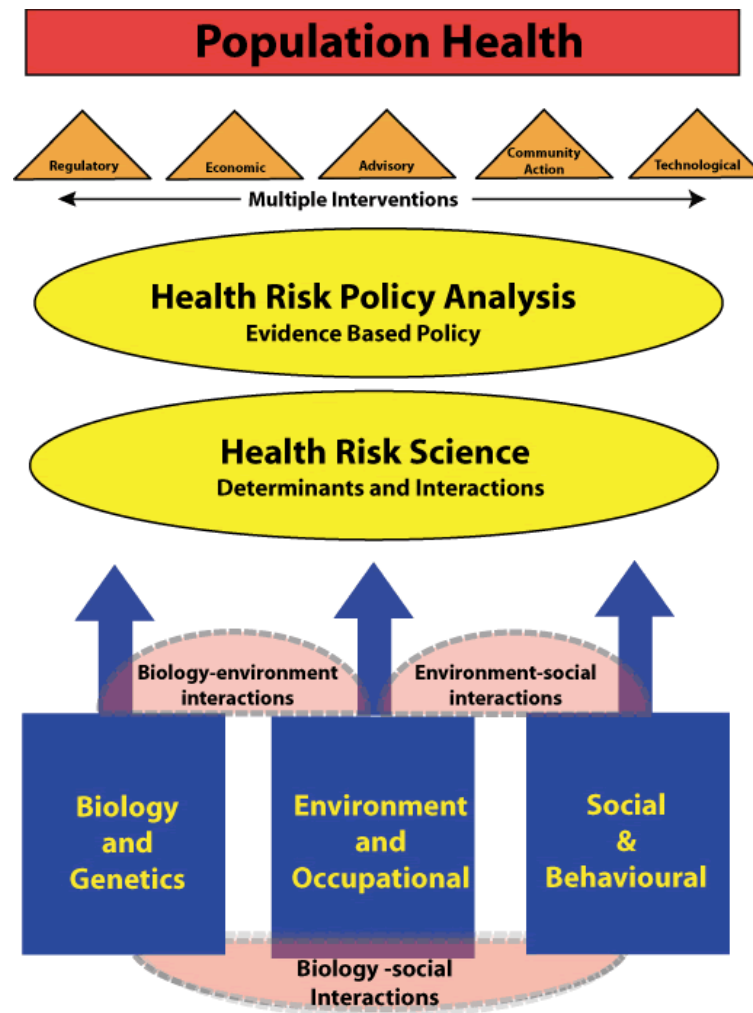 Population Health
Regulatory
Economic
Advisory
Community
Action
Technological
Multiple Interventions
Health Risk Policy Analysis
Evidence Based Policy
Health Risk Science
Determinants and Interactions
Biology-environment
interactions
Environment-social
interactions
Biology
and
Genetics
Environment
and
Occupational
Social
&
Behavioural
Biology -social
Interactions